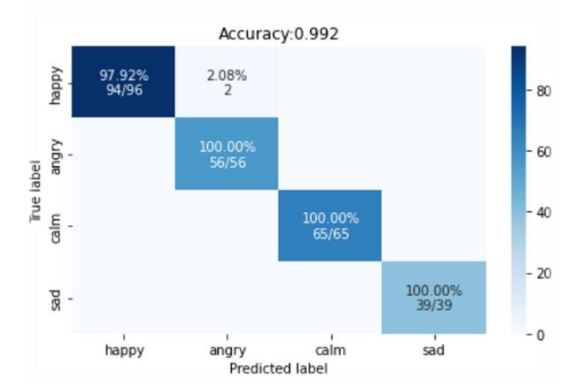 Accuracy:0.992
happy
97.92%
94/96
2.08%
2
angry
100.00%
56/56
calm
100.00%
65/65
sad
100.00%
39/39
True label
happy
angry
calm
sad
Predicted label
80
60
40
20
0